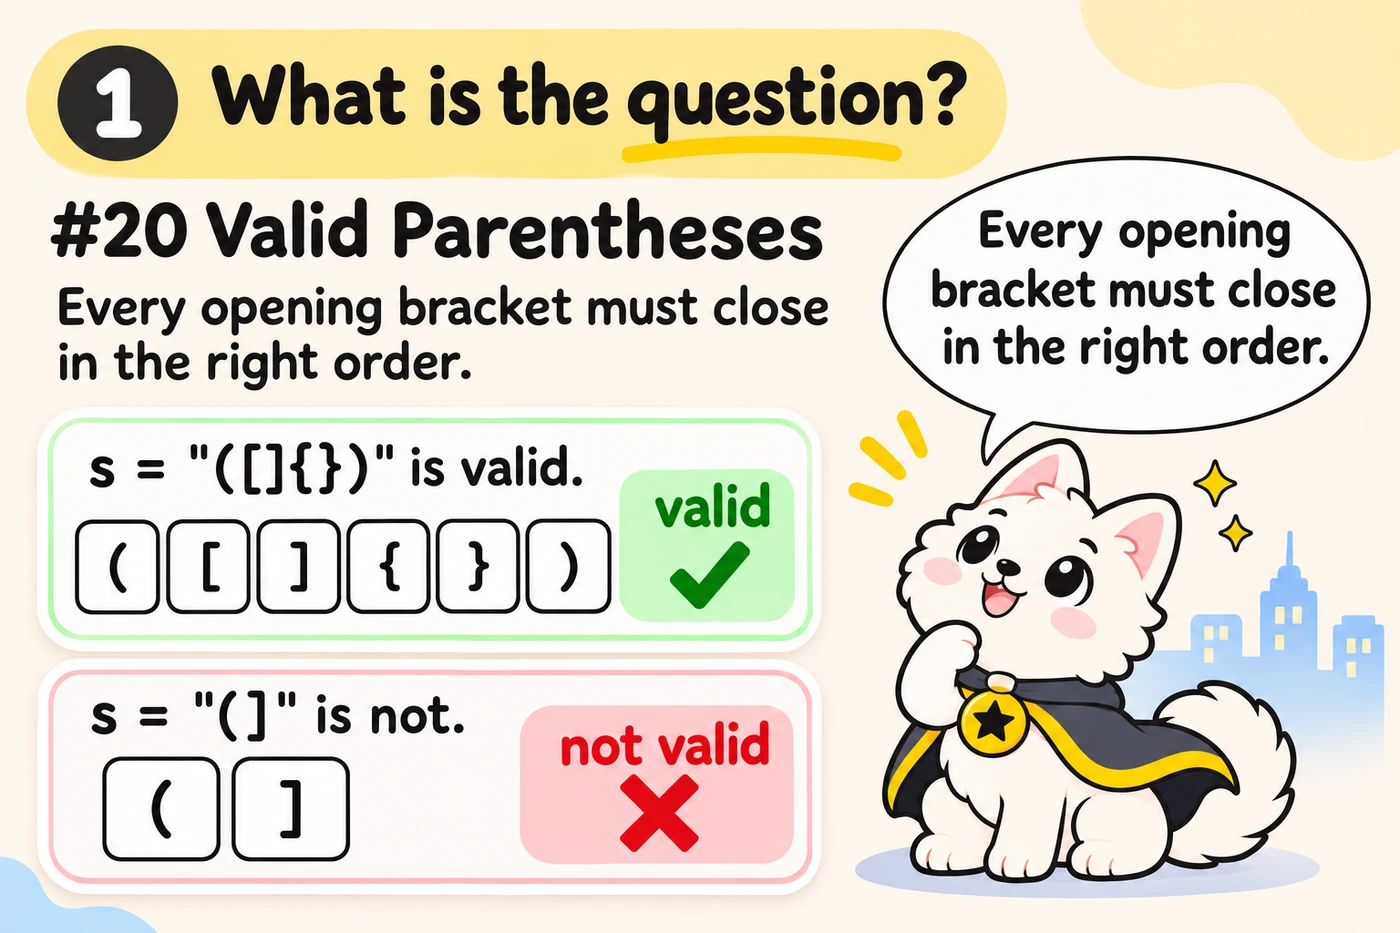 1 What is the question?
#20 Valid Parentheses
Every opening bracket must close
in the right order.
Every opening
bracket must close
in the right order.
s = "([]{})" is valid.
( [ ] { } )
valid
s = "(]" is not.
( ]
not valid